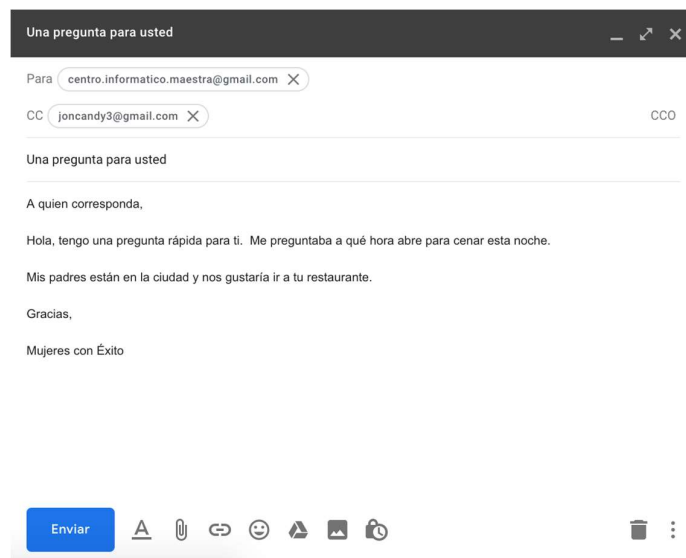 Una pregunta para usted
Para centro.informatico.maestra@gmail.com
CC joncandy3@gmail.com CCO
Una pregunta para usted
A quien corresponda,
Hola, tengo una pregunta rápida para ti. Me preguntaba a qué hora abre para cenar esta noche.
Mis padres están en la ciudad y nos gustaría ir a tu restaurante.
Gracias,
Mujeres con Éxito
Enviar